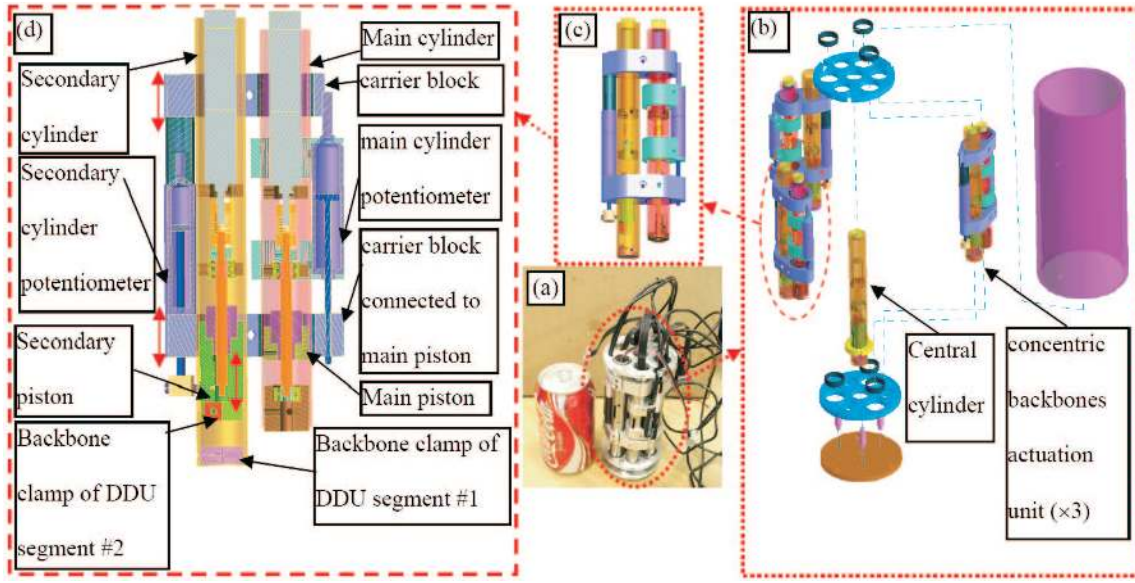 (d)
Secondary
cylinder
Secondary
cylinder
potentiometer
Secondary
piston
Backbone
clamp of DDU
segment #2
Main cylinder
carrier block
main cylinder
potentiometer
carrier block
connected to
main piston
Main piston
Backbone clamp of
DDU segment #1
(c)
(a)
Coca-Cola
(b)
Central
cylinder
concentric
backbones
actuation
unit (×3)